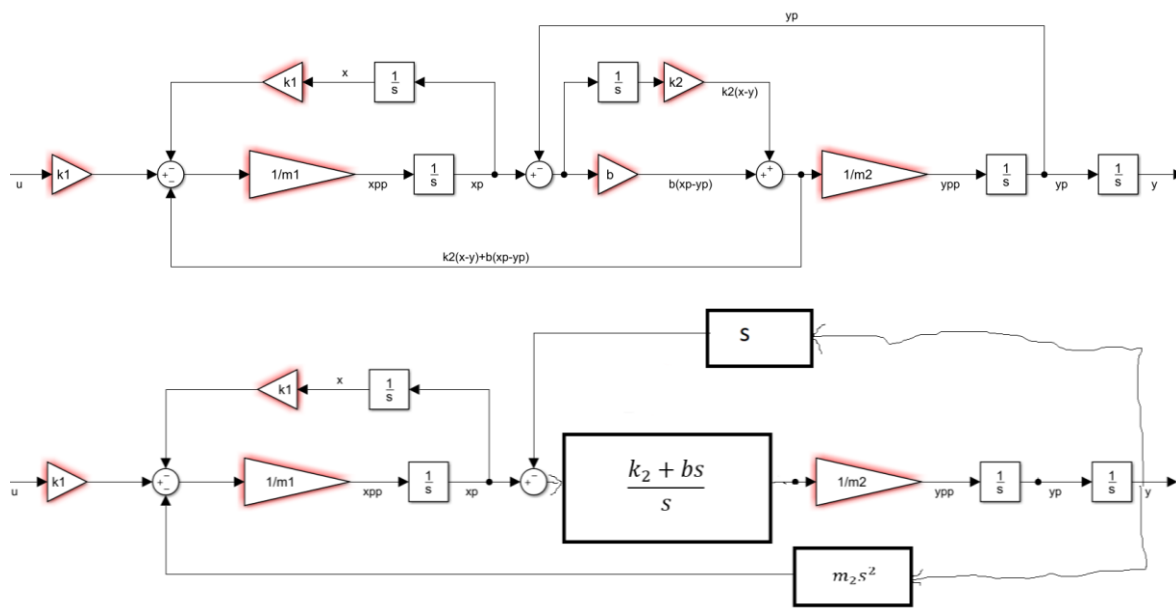 yp
k1
x
1/s
1/s
k2
k2(x-y)
u
k1
+
−
−
1/m1
xpp
1/s
xp
+
−
b
b(xp-yp)
+
+
1/m2
ypp
1/s
yp
1/s
y
k2(x-y)+b(xp-yp)
s
k1
x
1/s
u
k1
+
−
−
1/m1
xpp
1/s
xp
+
−
k₂ + bs
s
1/m2
ypp
1/s
yp
1/s
y
m₂s²